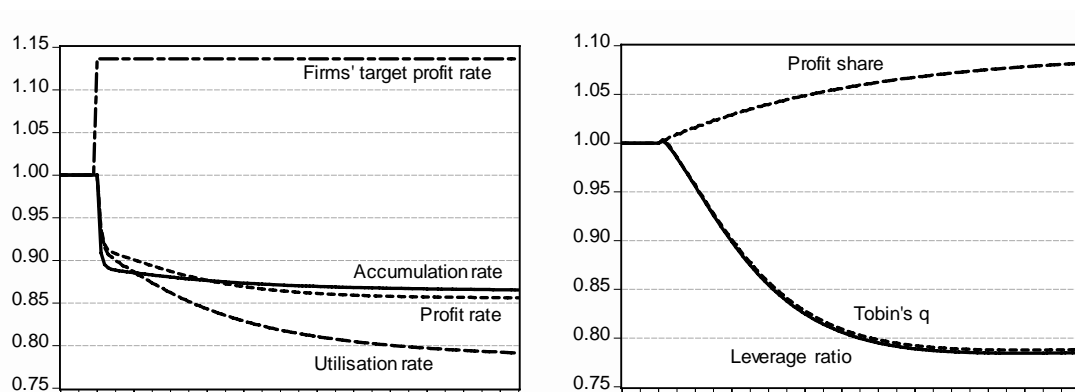 1.15
1.10
1.05
1.00
0.95
0.90
0.85
0.80
0.75
Firms' target profit rate
Accumulation rate
Profit rate
Utilisation rate
1.10
1.05
1.00
0.95
0.90
0.85
0.80
0.75
Profit share
Tobin's q
Leverage ratio